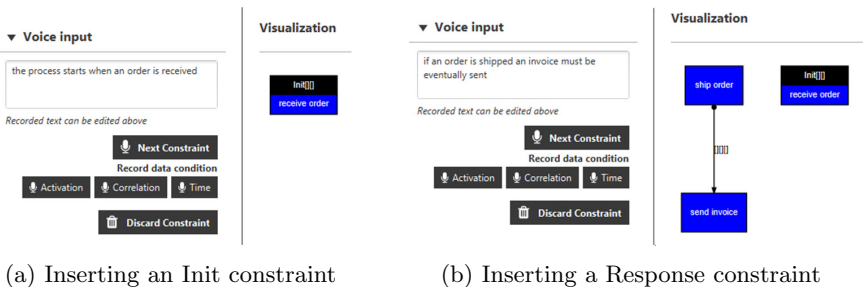 ▼ Voice input
the process starts when an order is received
Recorded text can be edited above
Next Constraint
Record data condition
Activation Correlation Time
Discard Constraint
Visualization
Init[][]
receive order
(a) Inserting an Init constraint
▼ Voice input
if an order is shipped an invoice must be
eventually sent
Recorded text can be edited above
Next Constraint
Record data condition
Activation Correlation Time
Discard Constraint
Visualization
ship order
Init[][]
receive order
[][][]
send invoice
(b) Inserting a Response constraint